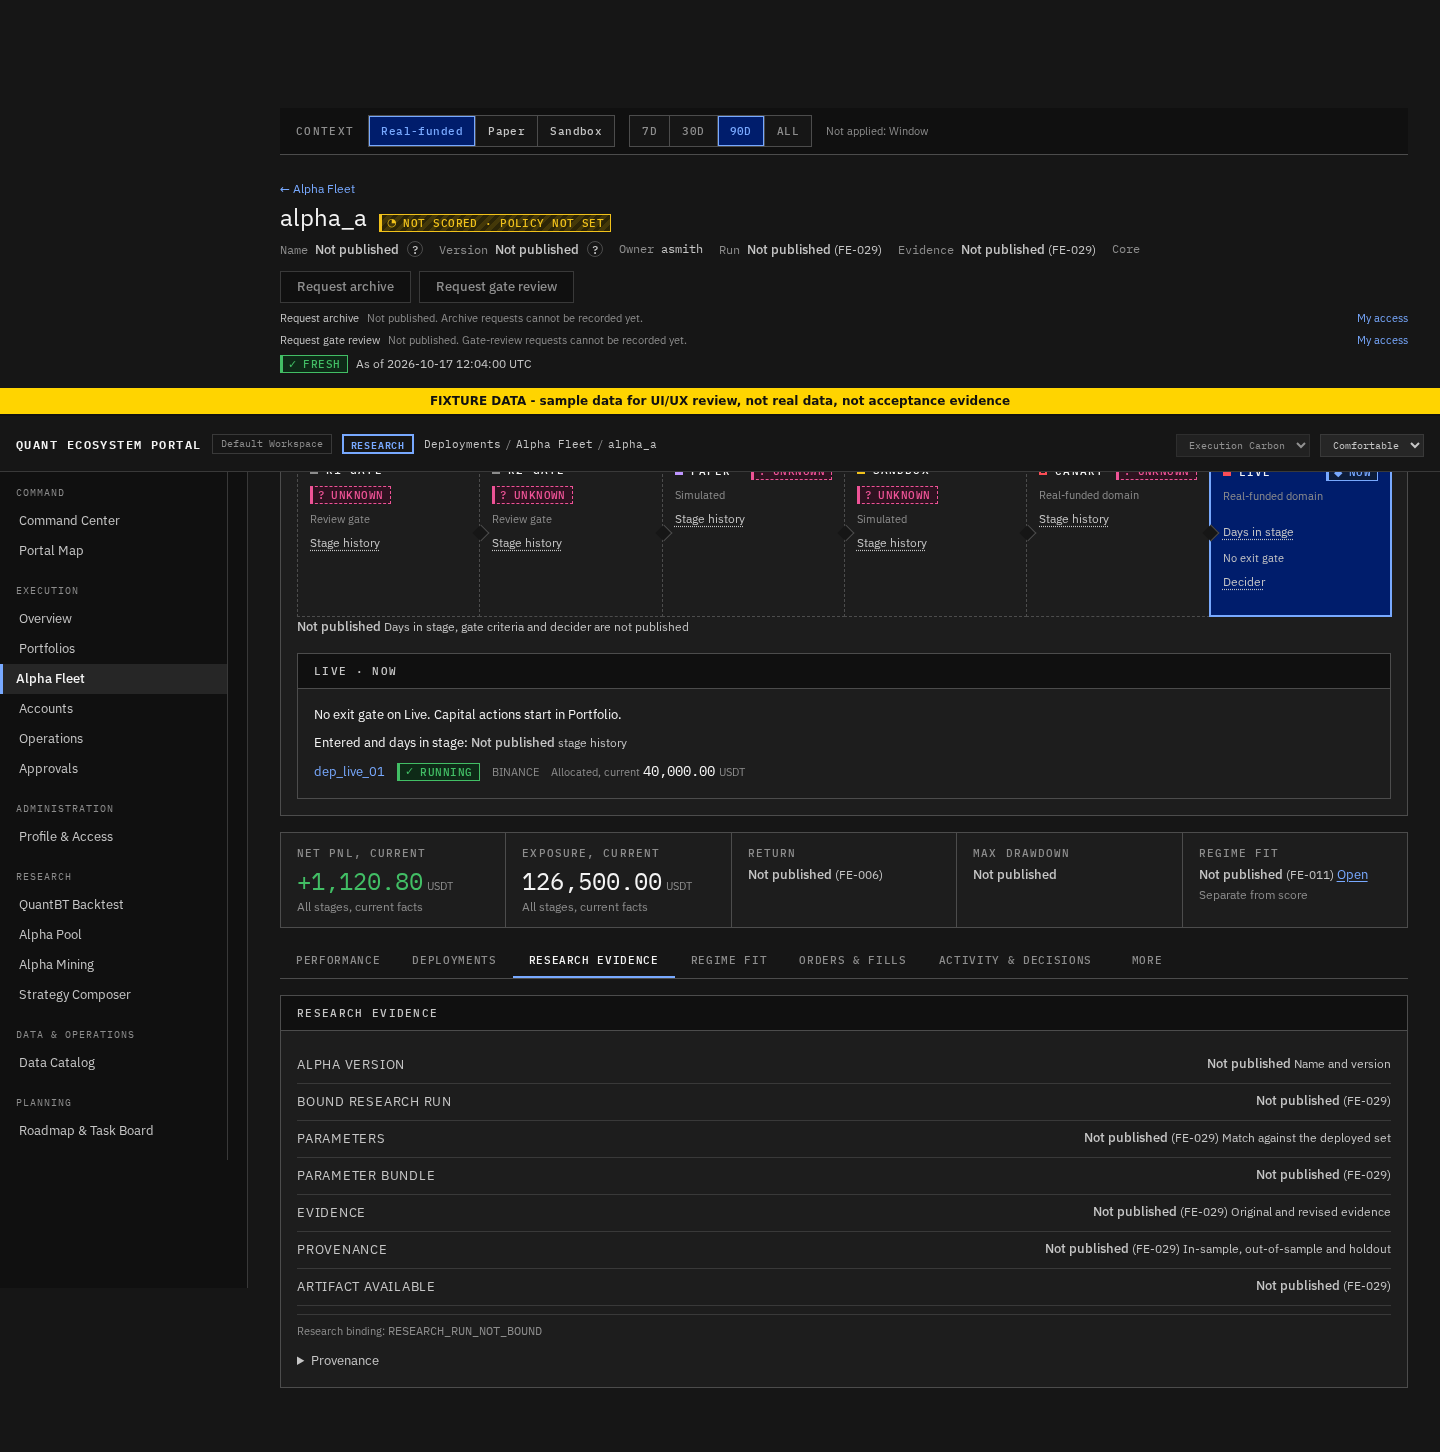 CONTEXT Real-funded Paper Sandbox 7D 30D 90D ALL Not applied: Window
← Alpha Fleet
alpha_a NOT SCORED · POLICY NOT SET
Name Not published ? Version Not published ? Owner asmith Run Not published (FE-029) Evidence Not published (FE-029) Core
Request archive Request gate review
Request archive Not published. Archive requests cannot be recorded yet. My access
Request gate review Not published. Gate-review requests cannot be recorded yet. My access
✓ FRESH As of 2026-10-17 12:04:00 UTC
FIXTURE DATA - sample data for UI/UX review, not real data, not acceptance evidence
QUANT ECOSYSTEM PORTAL Default Workspace RESEARCH Deployments / Alpha Fleet / alpha_a Execution Carbon Comfortable
COMMAND
Command Center
Portal Map
EXECUTION
Overview
Portfolios
Alpha Fleet
Accounts
Operations
Approvals
ADMINISTRATION
Profile & Access
RESEARCH
QuantBT Backtest
Alpha Pool
Alpha Mining
Strategy Composer
DATA & OPERATIONS
Data Catalog
PLANNING
Roadmap & Task Board
R1 GATE
? UNKNOWN
Review gate
Stage history
R2 GATE
? UNKNOWN
Review gate
Stage history
PAPER ? UNKNOWN
Simulated
Stage history
SANDBOX
? UNKNOWN
Simulated
Stage history
CANARY ? UNKNOWN
Real-funded domain
Stage history
LIVE ◆ NOW
Real-funded domain
Days in stage
No exit gate
Decider
Not published Days in stage, gate criteria and decider are not published
LIVE · NOW
No exit gate on Live. Capital actions start in Portfolio.
Entered and days in stage: Not published stage history
dep_live_01 ✓ RUNNING BINANCE Allocated, current 40,000.00 USDT
NET PNL, CURRENT
+1,120.80 USDT
All stages, current facts
EXPOSURE, CURRENT
126,500.00 USDT
All stages, current facts
RETURN
Not published (FE-006)
MAX DRAWDOWN
Not published
REGIME FIT
Not published (FE-011) Open
Separate from score
PERFORMANCE DEPLOYMENTS RESEARCH EVIDENCE REGIME FIT ORDERS & FILLS ACTIVITY & DECISIONS MORE
RESEARCH EVIDENCE
ALPHA VERSION Not published Name and version
BOUND RESEARCH RUN Not published (FE-029)
PARAMETERS Not published (FE-029) Match against the deployed set
PARAMETER BUNDLE Not published (FE-029)
EVIDENCE Not published (FE-029) Original and revised evidence
PROVENANCE Not published (FE-029) In-sample, out-of-sample and holdout
ARTIFACT AVAILABLE Not published (FE-029)
Research binding: RESEARCH_RUN_NOT_BOUND
▶ Provenance